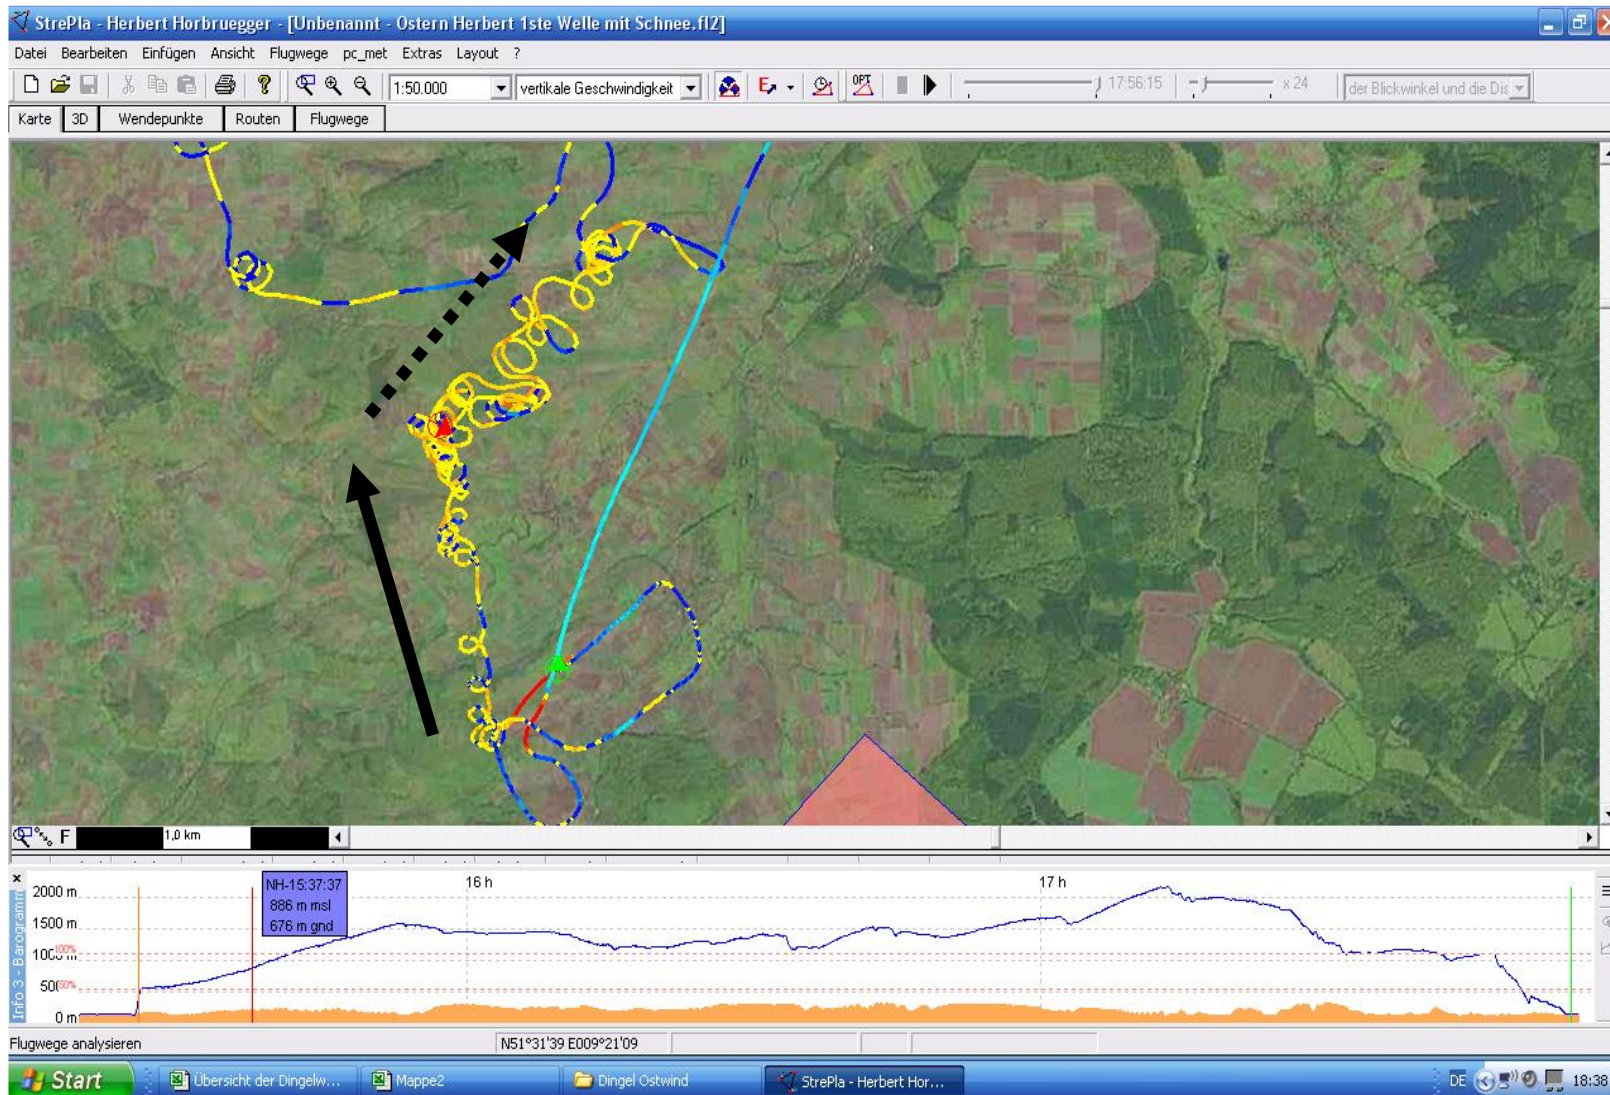 StrePla - Herbert Horbruegger - [Unbenannt - Ostern Herbert 1ste Welle mit Schnee.fl2]
Datei Bearbeiten Einfügen Ansicht Flugwege pc_met Extras Layout ?
1:50.000 vertikale Geschwindigkeit OPT 17:56:15 x 24 der Blickwinkel und die Dis
Karte 3D Wendepunkte Routen Flugwege
F 1,0 km
Info 3 - Barogramm
NH-15:37:37
886 m msl
676 m gnd
16 h 17 h
2000 m
1500 m
100%
50%
0 m
Flugwege analysieren N51°31'39 E009°21'09
Start Übersicht der Dingelw... Mappe2 Dingel Ostwind StrePla - Herbert Hor... DE 18:38